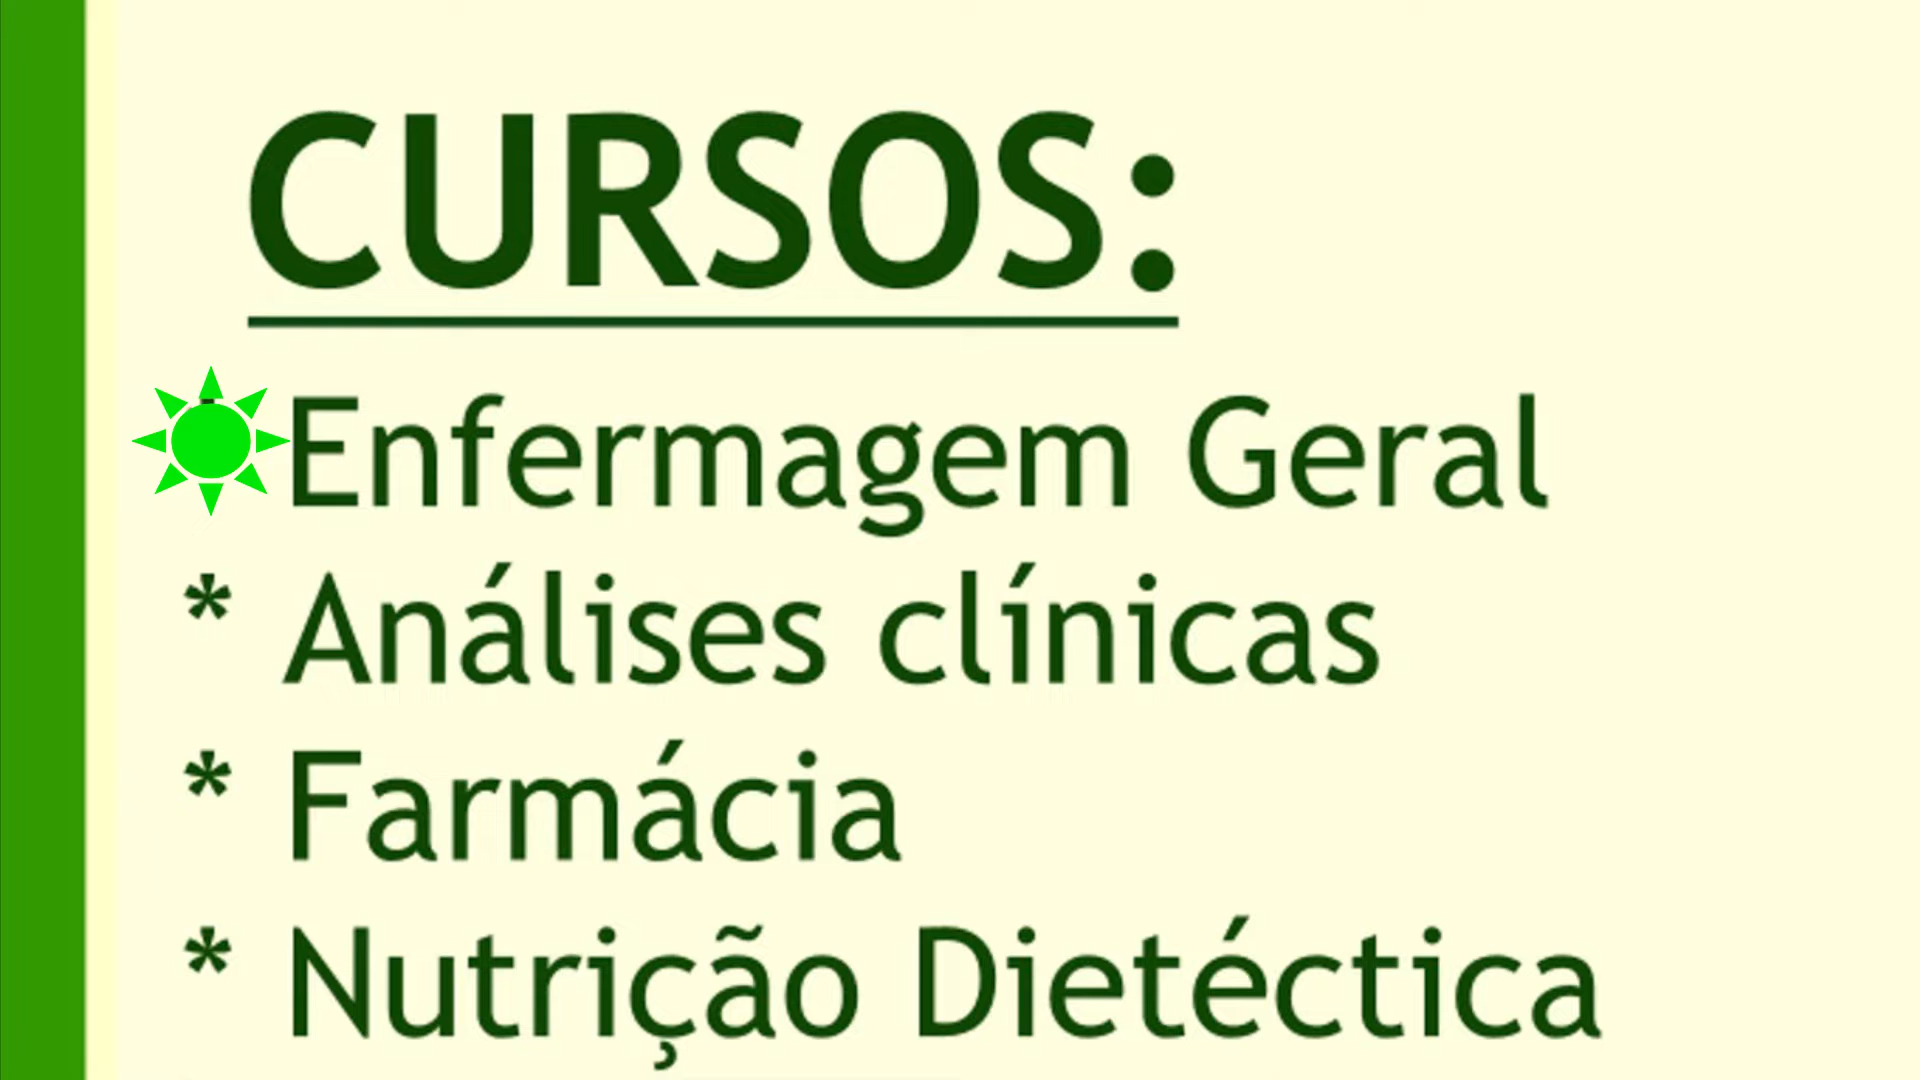 CURSOS:
Enfermagem Geral
* Análises clínicas
* Farmácia
* Nutrição Dietéctica